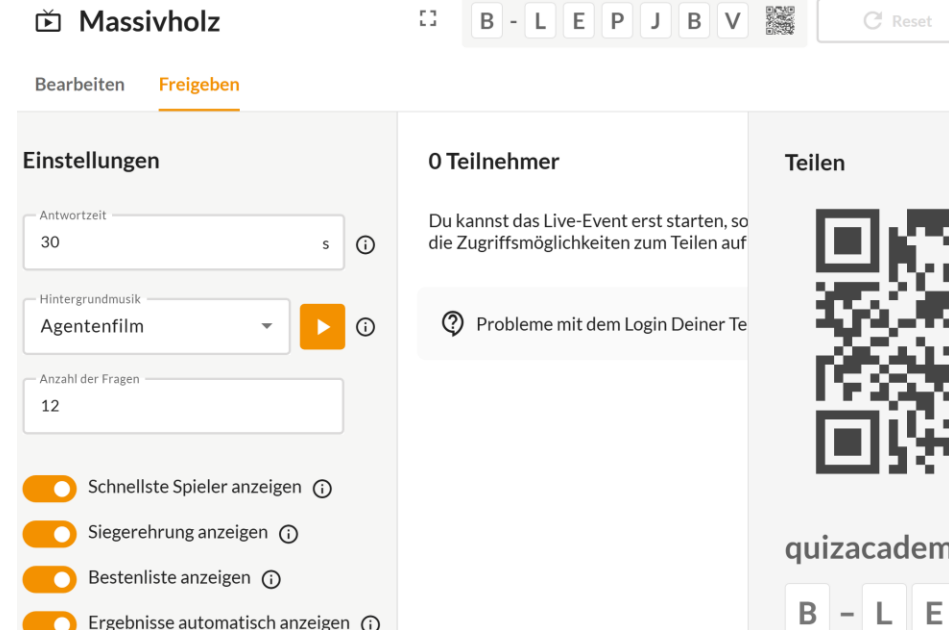 Massivholz
B - L E P J B V
Reset
Bearbeiten
Freigeben
Einstellungen
Antwortzeit
30 s
Hintergrundmusik
Agentenfilm
Anzahl der Fragen
12
Schnellste Spieler anzeigen
Siegerehrung anzeigen
Bestenliste anzeigen
Ergebnisse automatisch anzeigen
0 Teilnehmer
Du kannst das Live-Event erst starten, so
die Zugriffsmöglichkeiten zum Teilen auf
Probleme mit dem Login Deiner Te
Teilen
quizacadem
B - L E